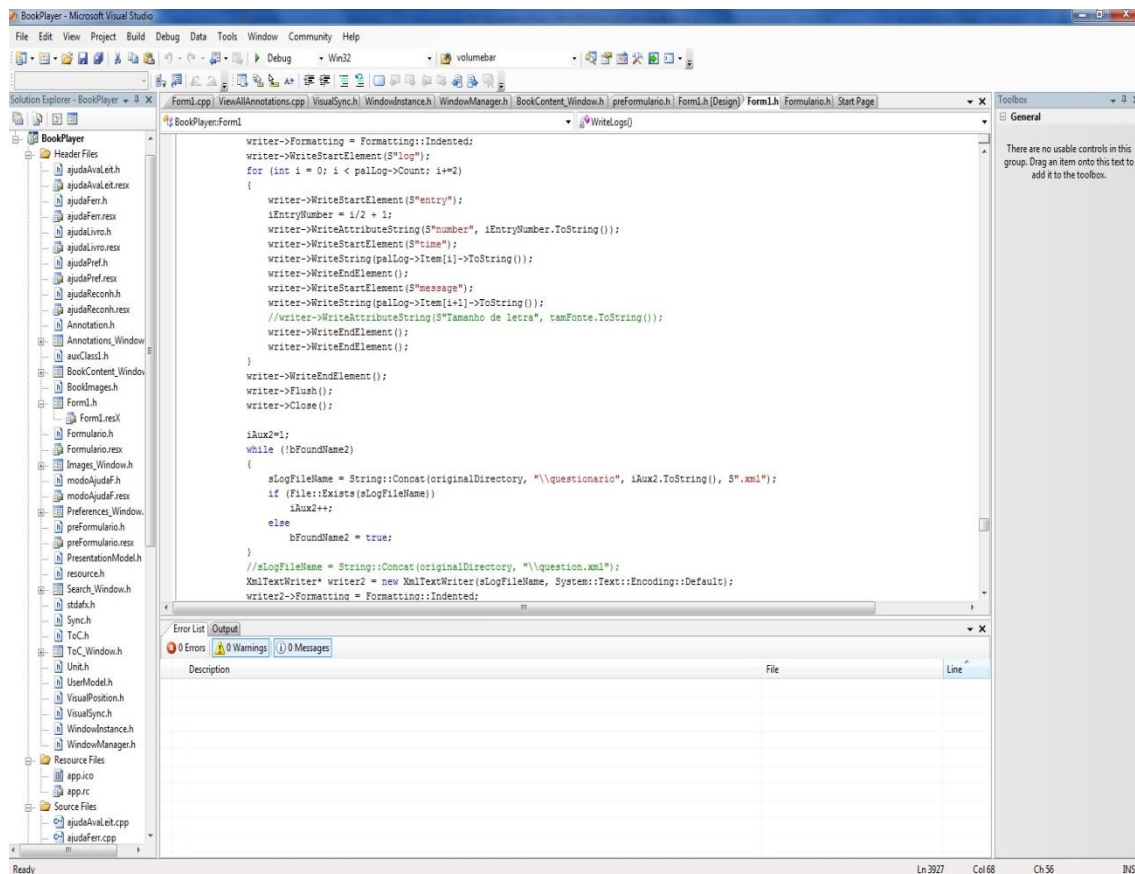 BookPlayer - Microsoft Visual Studio
File Edit View Project Build Debug Data Tools Window Community Help
Debug Win32 volumebar
Solution Explorer - BookPlayer
Form1.cpp ViewAllAnnotations.cpp VisualSync.h WindowInstance.h WindowManager.h BookContent_Window.h preFormulario.h Form1.h [Design] Form1.h Formulario.h Start Page
Toolbox
BookPlayer::Form1
WriteLogs()
General
There are no usable controls in this
group. Drag an item onto this text to
add it to the toolbox.
BookPlayer
Header Files
ajudaAvaLeit.h
ajudaAvaLeit.resx
ajudaFerr.h
ajudaFerr.resx
ajudaLivro.h
ajudaLivro.resx
ajudaPref.h
ajudaPref.resx
ajudaReconh.h
ajudaReconh.resx
Annotation.h
Annotations_Window
auxClass1.h
BookContent_Windov
BookImages.h
Form1.h
Form1.resX
Formulario.h
Formulario.resx
Images_Window.h
modoAjudaF.h
modoAjudaF.resx
Preferences_Window.
preFormulario.h
preFormulario.resx
PresentationModel.h
resource.h
Search_Window.h
stdafx.h
Sync.h
ToC.h
ToC_Window.h
Unit.h
UserModel.h
VisualPosition.h
VisualSync.h
WindowInstance.h
WindowManager.h
Resource Files
app.ico
app.rc
Source Files
ajudaAvaLeit.cpp
ajudaFerr.cpp
writer->Formatting = Formatting::Indented;
writer->WriteStartElement(S"log");
for (int i = 0; i < palLog->Count; i+=2)
{
writer->WriteStartElement(S"entry");
iEntryNumber = i/2 + 1;
writer->WriteAttributeString(S"number", iEntryNumber.ToString());
writer->WriteStartElement(S"time");
writer->WriteString(palLog->Item[i]->ToString());
writer->WriteEndElement();
writer->WriteStartElement(S"message");
writer->WriteString(palLog->Item[i+1]->ToString());
//writer->WriteAttributeString(S"Tamanho de letra", tamFonte.ToString());
writer->WriteEndElement();
writer->WriteEndElement();
}
writer->WriteEndElement();
writer->Flush();
writer->Close();
iAux2=1;
while (!bFoundName2)
{
sLogFileName = String::Concat(originalDirectory, "\\questionario", iAux2.ToString(), S".xml");
if (File::Exists(sLogFileName))
iAux2++;
else
bFoundName2 = true;
}
//sLogFileName = String::Concat(originalDirectory, "\\question.xml");
XmlTextWriter* writer2 = new XmlTextWriter(sLogFileName, System::Text::Encoding::Default);
writer2->Formatting = Formatting::Indented;
Error List Output
0 Errors 0 Warnings 0 Messages
Description File Line
Ready Ln 3927 Col 68 Ch 56 INS